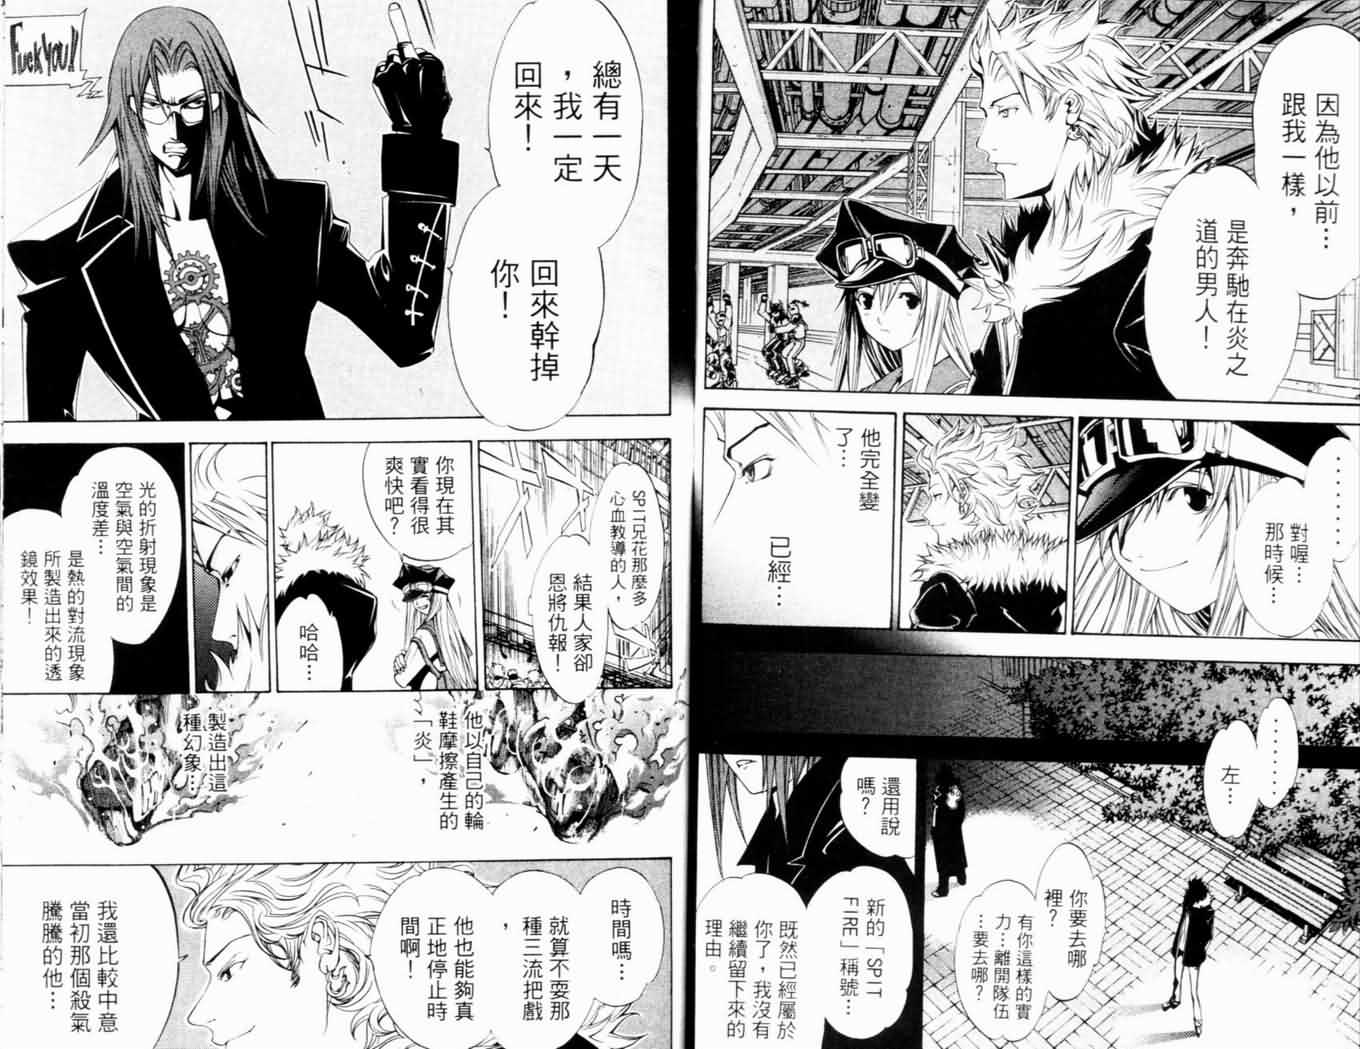 因為他以前…
跟我一樣，
是奔馳在炎之
道的男人！
………
對喔…
那時候…
他完全變
了…
已經…
………
左…
你要去哪
裡？
有你這樣的實
力…離開隊伍
…要去哪？
還用說
嗎？
新的「SPIT
FIRE」稱號…
既然已經屬於
你了，我沒有
繼續留下來的
理由。
總有一天
，我一定
回來！
回來幹掉
你！
Fuck You!
SPIT兄花那麼多
心血教導的人，
結果人家卻
恩將仇報！
你現在其
實看得很
爽快吧？
哈哈…
光的折射現象是
空氣與空氣間的
溫度差…
是熱的對流現象
所製造出來的透
鏡效果！
他以自己的輪
鞋摩擦產生的
「炎」，
製造出這
種幻象…
時間嗎…
就算不耍那
種三流把戲
，
他也能夠真
正地停止時
間啊！
我還比較中意
當初那個殺氣
騰騰的他…